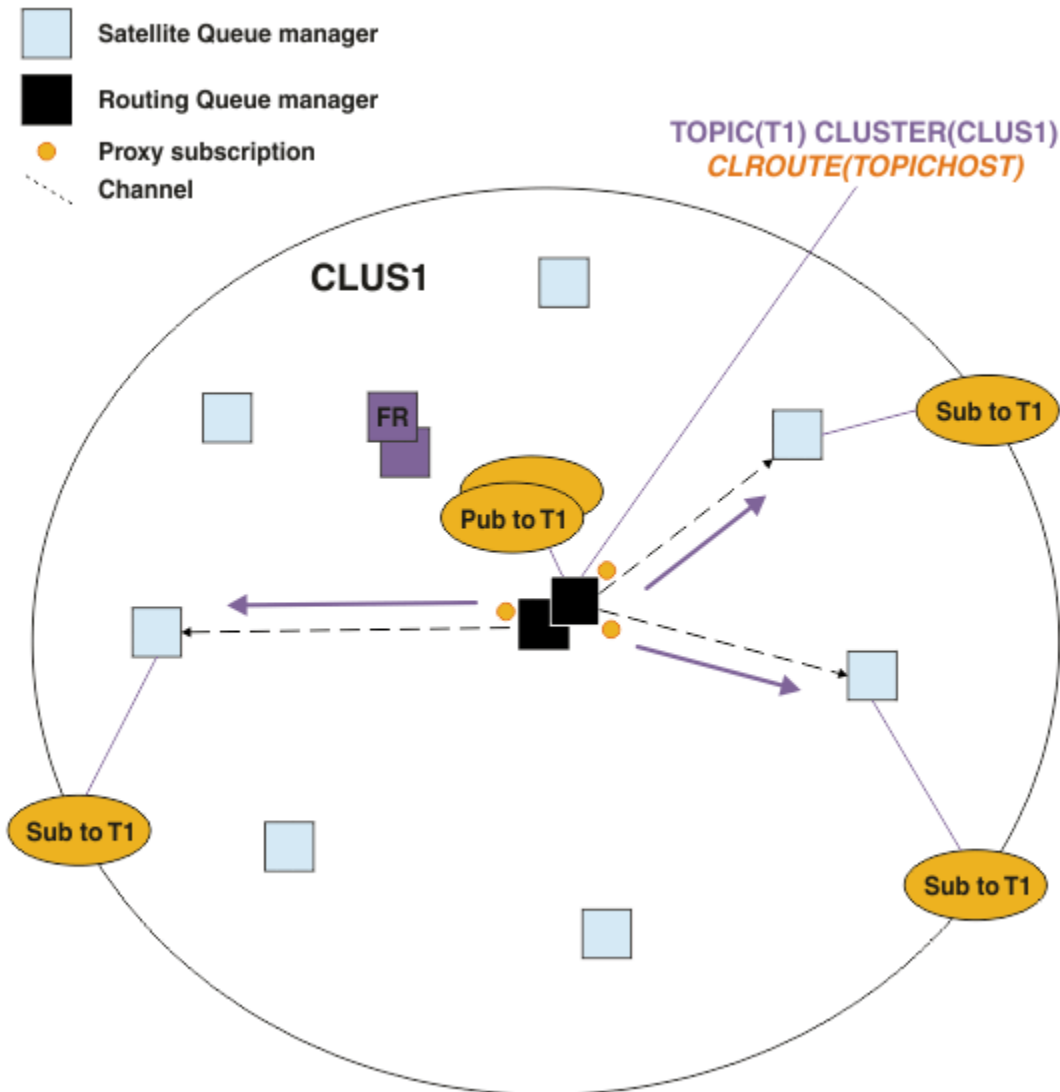 Satellite Queue manager
Routing Queue manager
Proxy subscription
Channel
TOPIC(T1) CLUSTER(CLUS1)
CLROUTE(TOPICHOST)
CLUS1
FR
Sub to T1
Pub to T1
Sub to T1
Sub to T1